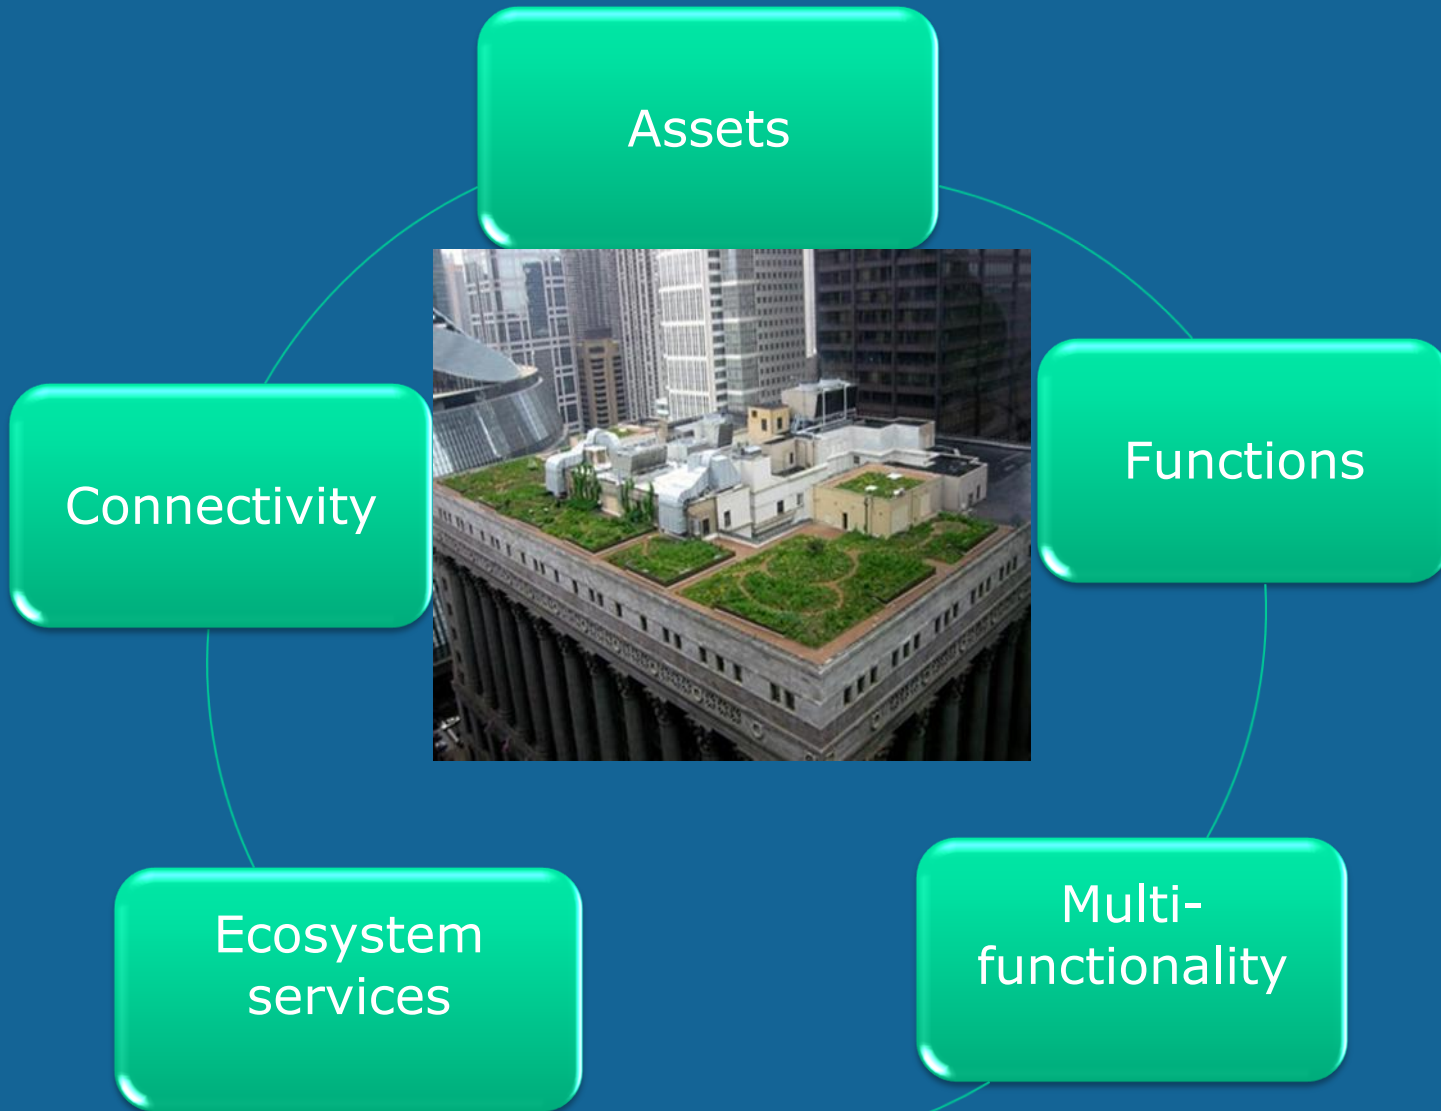 Assets
Functions
Connectivity
Multi-
functionality
Ecosystem
services